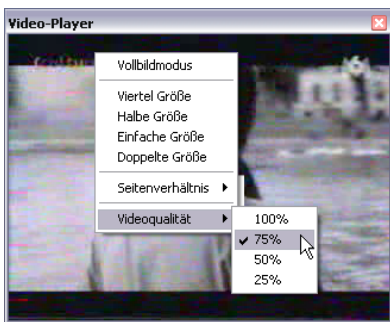 Video-Player
Vollbildmodus
Viertel Größe
Halbe Größe
Einfache Größe
Doppelte Größe
Seitenverhältnis
Videoqualität
100%
75%
50%
25%